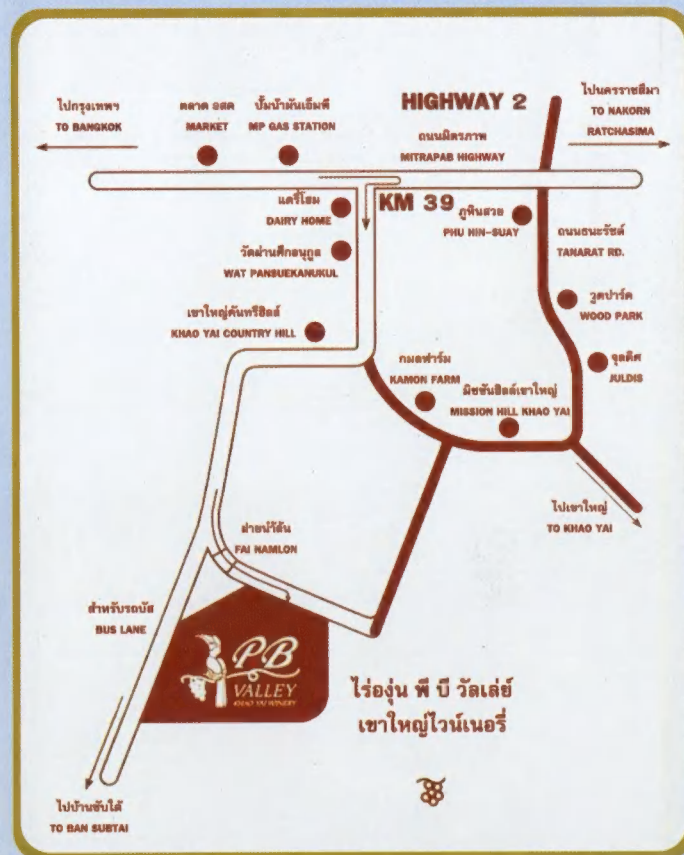 ไปกรุงเทพฯ
TO BANGKOK
ตลาด อสค
MARKET
ปั้มน้ำมันเอ็มพี
MP GAS STATION
HIGHWAY 2
ถนนมิตรภาพ
MITRAPAB HIGHWAY
ไปนครราชสีมา
TO NAKORN
RATCHASIMA
แดรี่โฮม
DAIRY HOME
KM 39
ภูหินสวย
PHU HIN-SUAY
ถนนธนะรัชต์
TANARAT RD.
วัดผ่านศึกอนุกูล
WAT PANSUEKANUKUL
วูดปาร์ค
WOOD PARK
เขาใหญ่คันทรีฮิลล์
KHAO YAI COUNTRY HILL
กมลฟาร์ม
KAMON FARM
จุลดิศ
JULDIS
มิชชันฮิลล์เขาใหญ่
MISSION HILL KHAO YAI
ไปเขาใหญ่
TO KHAO YAI
ฝายน้ำล้น
FAI NAMLON
สำหรับรถบัส
BUS LANE
PB
VALLEY
KHAO YAI WINERY
ไร่องุ่น พี บี วัลเล่ย์
เขาใหญ่ไวน์เนอรี่
ไปบ้านซับใต้
TO BAN SUBTAI